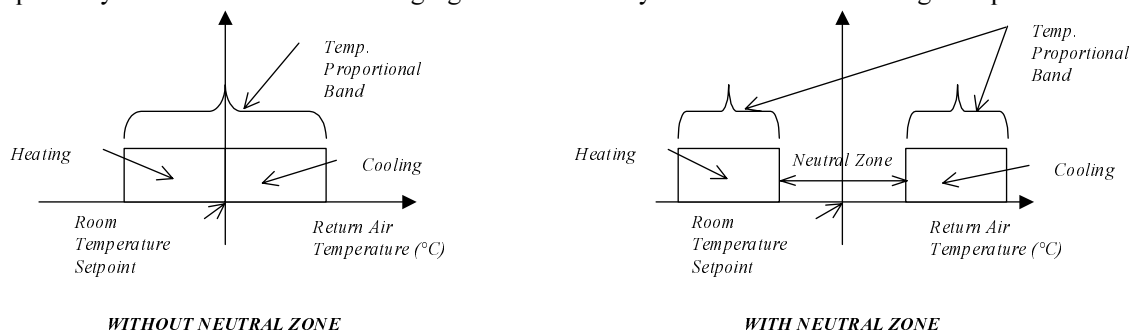 Temp.
Proportional
Band
Heating
Cooling
Room
Temperature
Setpoint
Return Air
Temperature (°C)
WITHOUT NEUTRAL ZONE
Temp.
Proportional
Band
Heating
Neutral Zone
Cooling
Room
Temperature
Setpoint
Return Air
Temperature (°C)
WITH NEUTRAL ZONE